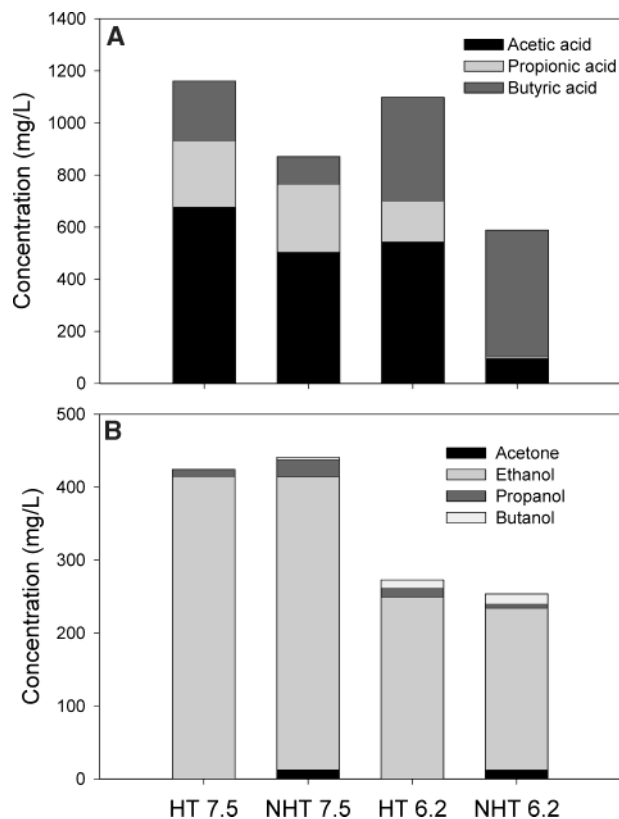 A
1400
1200
1000
800
600
400
200
0
Concentration (mg/L)
Acetic acid
Propionic acid
Butyric acid
B
500
400
300
200
100
0
Concentration (mg/L)
Acetone
Ethanol
Propanol
Butanol
HT 7.5 NHT 7.5 HT 6.2 NHT 6.2